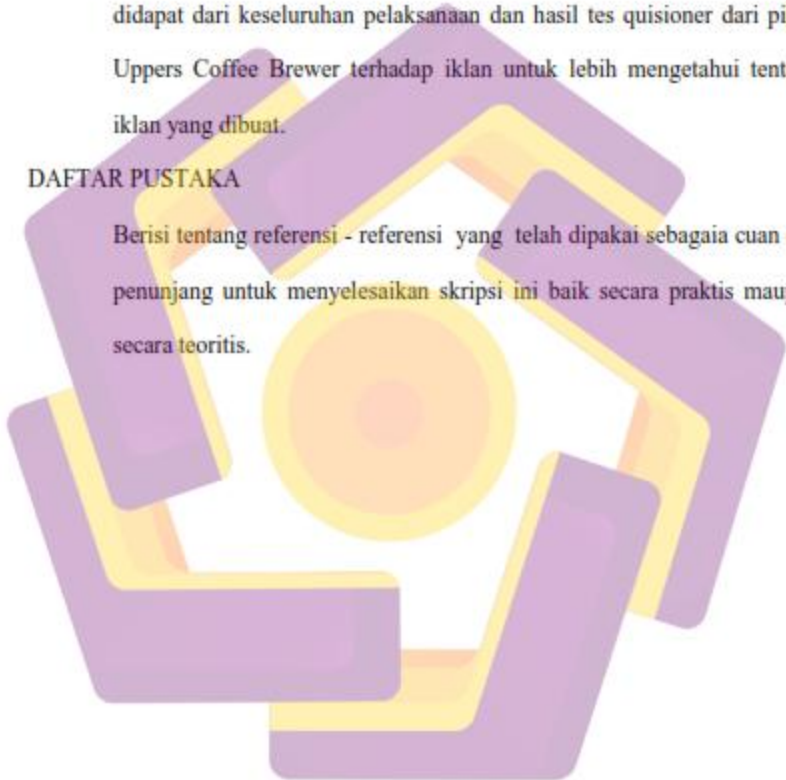 didapat dari keseluruhan pelaksanaan dan hasil tes quisioner dari pi
Uppers Coffee Brewer terhadap iklan untuk lebih mengetahui tent
iklan yang dibuat.
DAFTAR PUSTAKA
Berisi tentang referensi - referensi yang telah dipakai sebagaia cuan
penunjang untuk menyelesaikan skripsi ini baik secara praktis mau
secara teoritis.